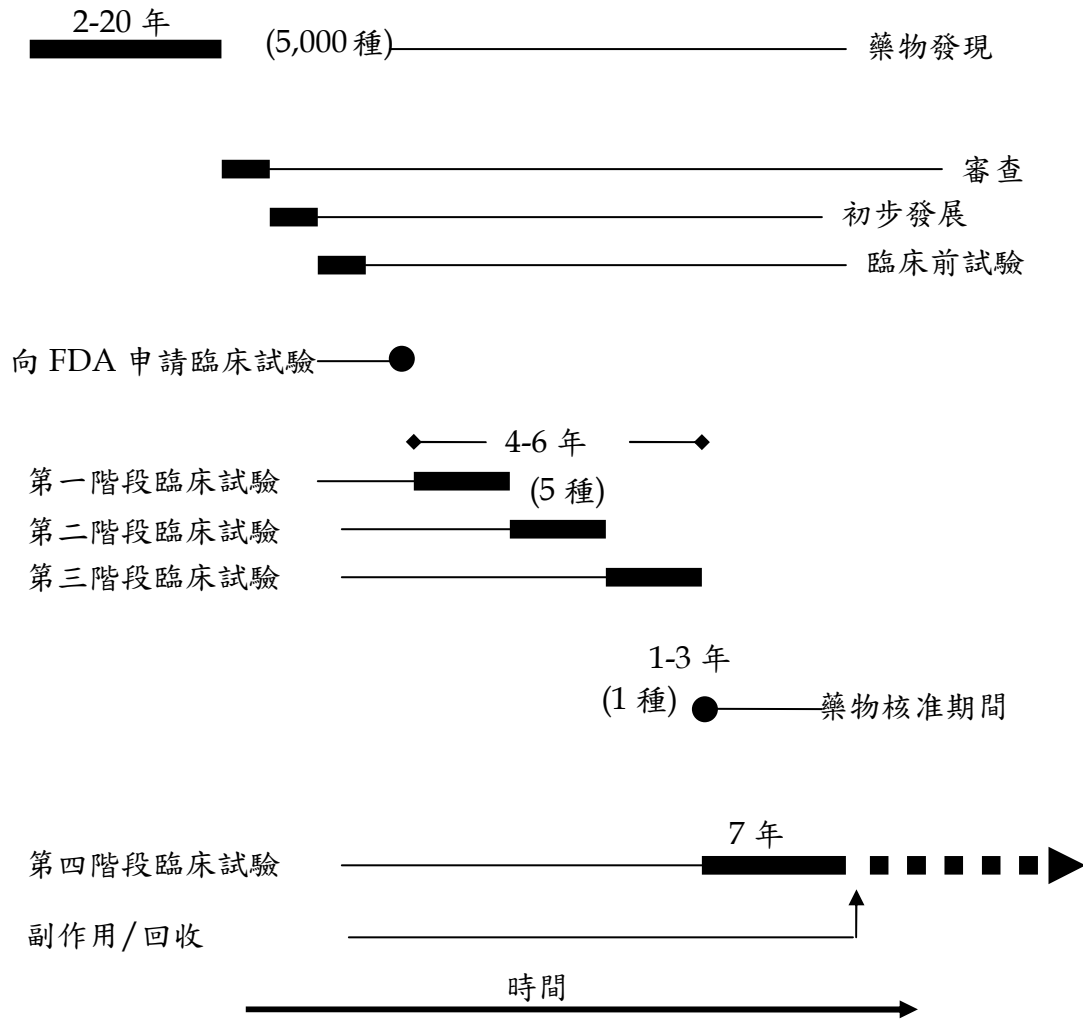 2-20 年
(5,000 種) 藥物發現
審查
初步發展
臨床前試驗
向 FDA 申請臨床試驗
4-6 年
第一階段臨床試驗 (5 種)
第二階段臨床試驗
第三階段臨床試驗
1-3 年
(1 種) 藥物核准期間
7 年
第四階段臨床試驗
副作用/回收
時間